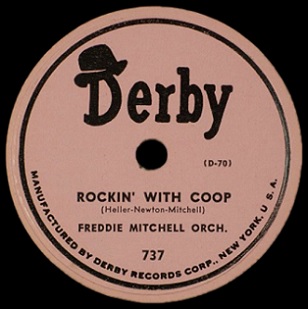 Derby
(D-70)
ROCKIN' WITH COOP
(Heller-Newton-Mitchell)
FREDDIE MITCHELL ORCH.
737
MANUFACTURED BY DERBY RECORDS CORP., NEW YORK, U. S. A.